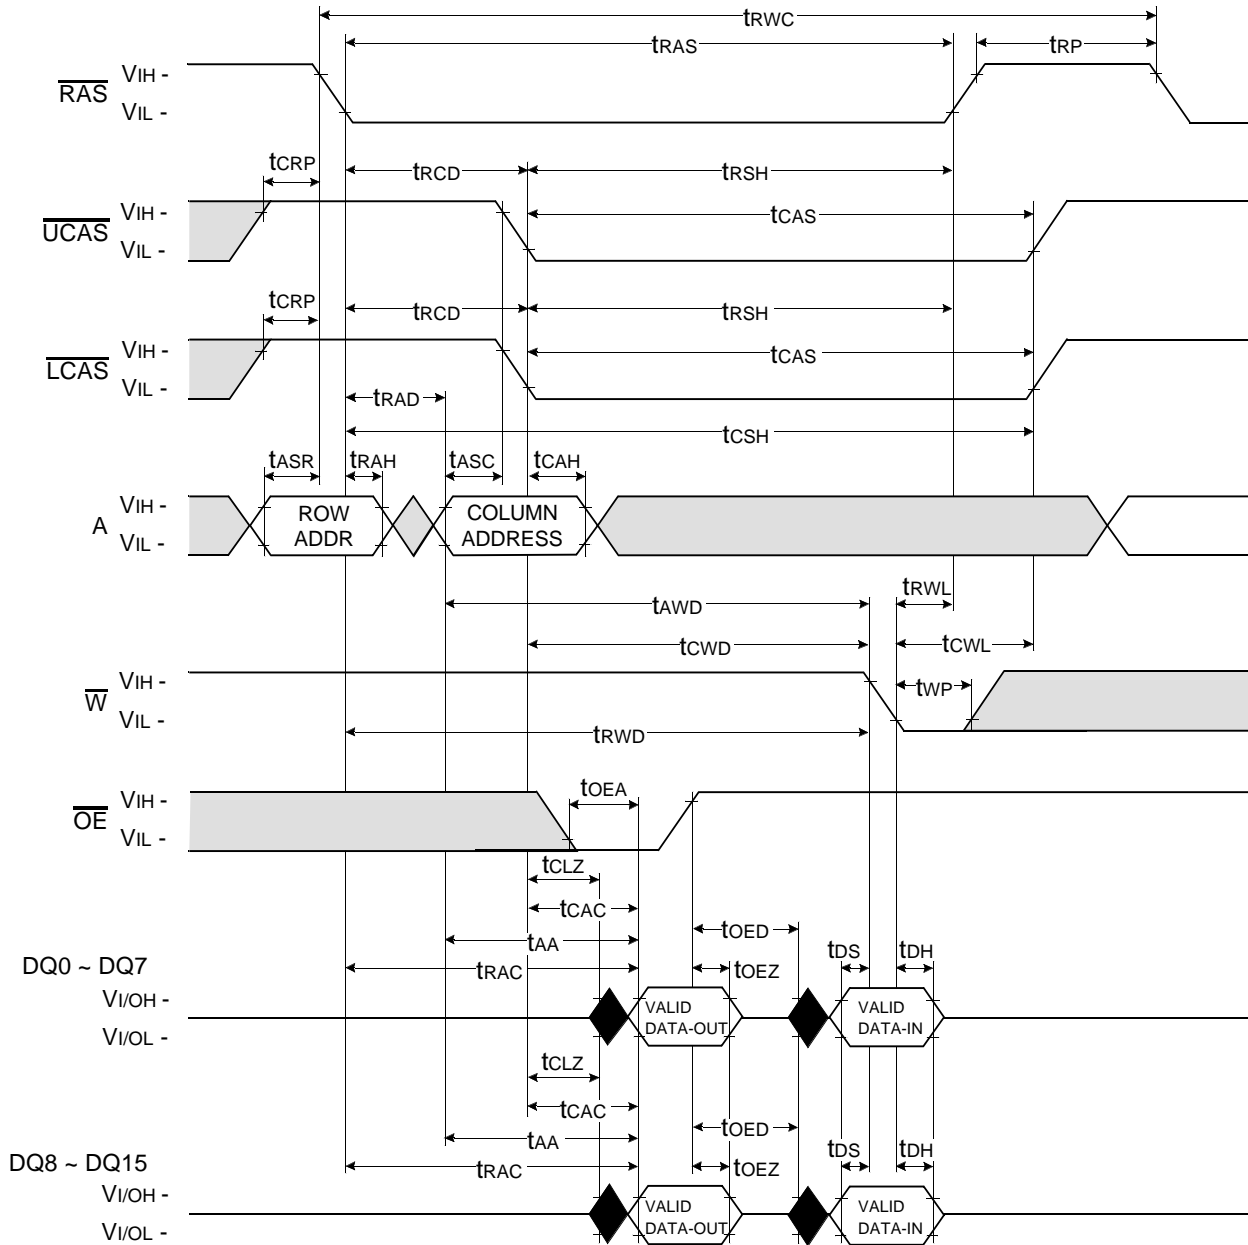 tRWC
tRAS
tRP
RAS
VIH -
VIL -
tCRP
tRCD
tRSH
UCAS
VIH -
VIL -
tCAS
tCRP
tRCD
tRSH
LCAS
VIH -
VIL -
tCAS
tRAD
tCSH
tASR
tRAH
tASC
tCAH
A
VIH -
VIL -
ROW
ADDR
COLUMN
ADDRESS
tAWD
tRWL
tCWD
tCWL
W
VIH -
VIL -
tWP
tRWD
OE
VIH -
VIL -
tOEA
tCLZ
tCAC
tOED
tAA
tDS
tDH
DQ0 ~ DQ7
tRAC
tOEZ
VI/OH -
VI/OL -
VALID
DATA-OUT
VALID
DATA-IN
tCLZ
tCAC
tOED
tAA
tDS
tDH
DQ8 ~ DQ15
tRAC
tOEZ
VI/OH -
VI/OL -
VALID
DATA-OUT
VALID
DATA-IN